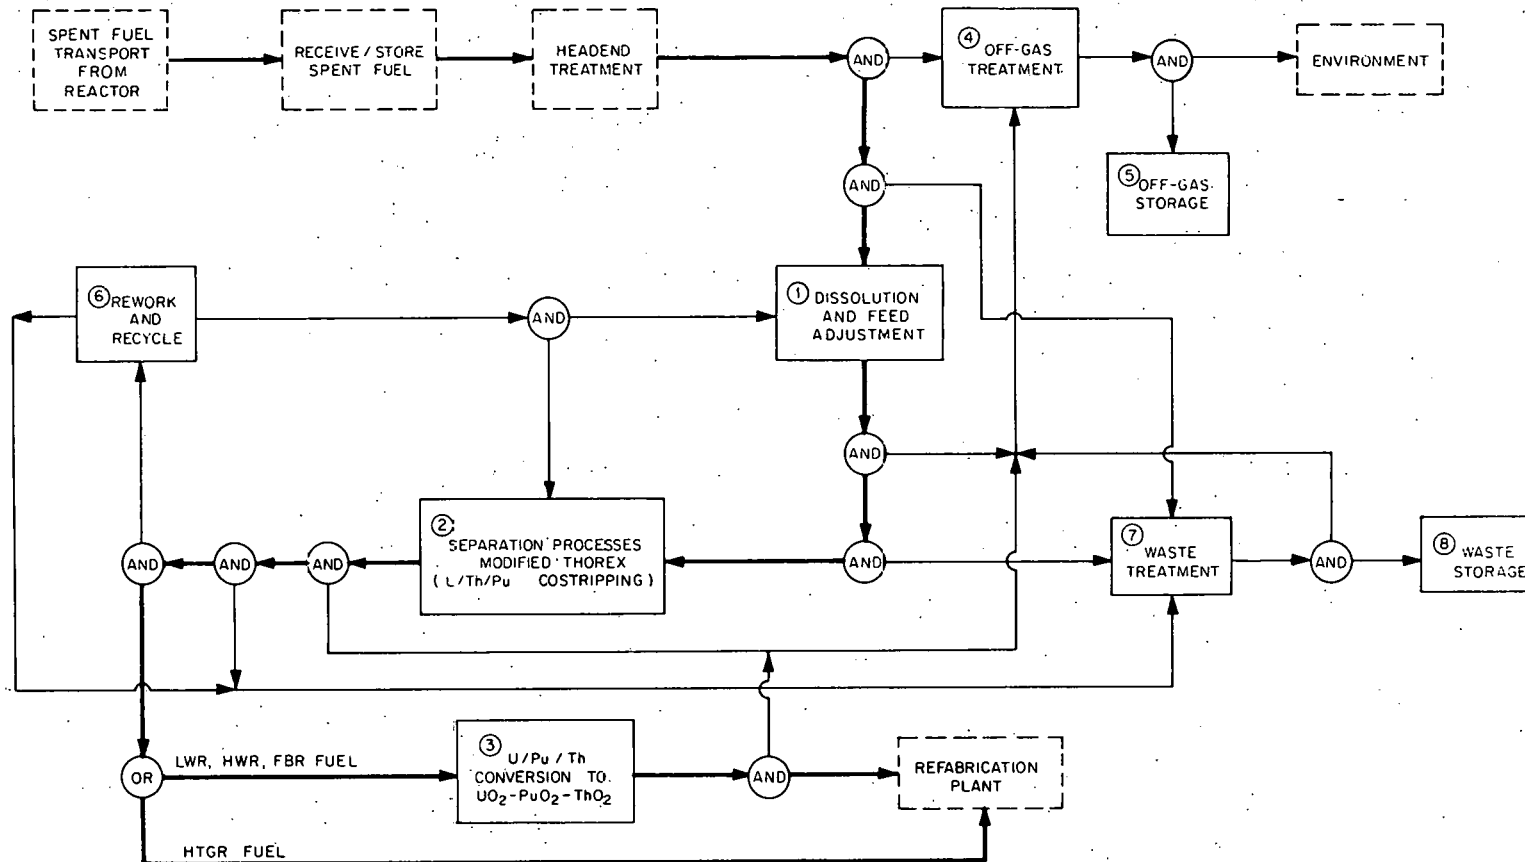 SPENT FUEL
TRANSPORT
FROM
REACTOR
RECEIVE/STORE
SPENT FUEL
HEADEND
TREATMENT
AND
④ OFF-GAS
TREATMENT
AND
ENVIRONMENT
⑤ OFF-GAS
STORAGE
AND
⑥ REWORK
AND
RECYCLE
AND
① DISSOLUTION
AND FEED
ADJUSTMENT
AND
②
SEPARATION PROCESSES
MODIFIED THOREX
(U/Th/Pu COSTRIPPING)
AND
AND
AND
AND
⑦
WASTE
TREATMENT
AND
⑧ WASTE
STORAGE
OR
LWR, HWR, FBR FUEL
③
U/Pu/Th
CONVERSION TO
UO₂-PuO₂-ThO₂
AND
REFABRICATION
PLANT
HTGR FUEL